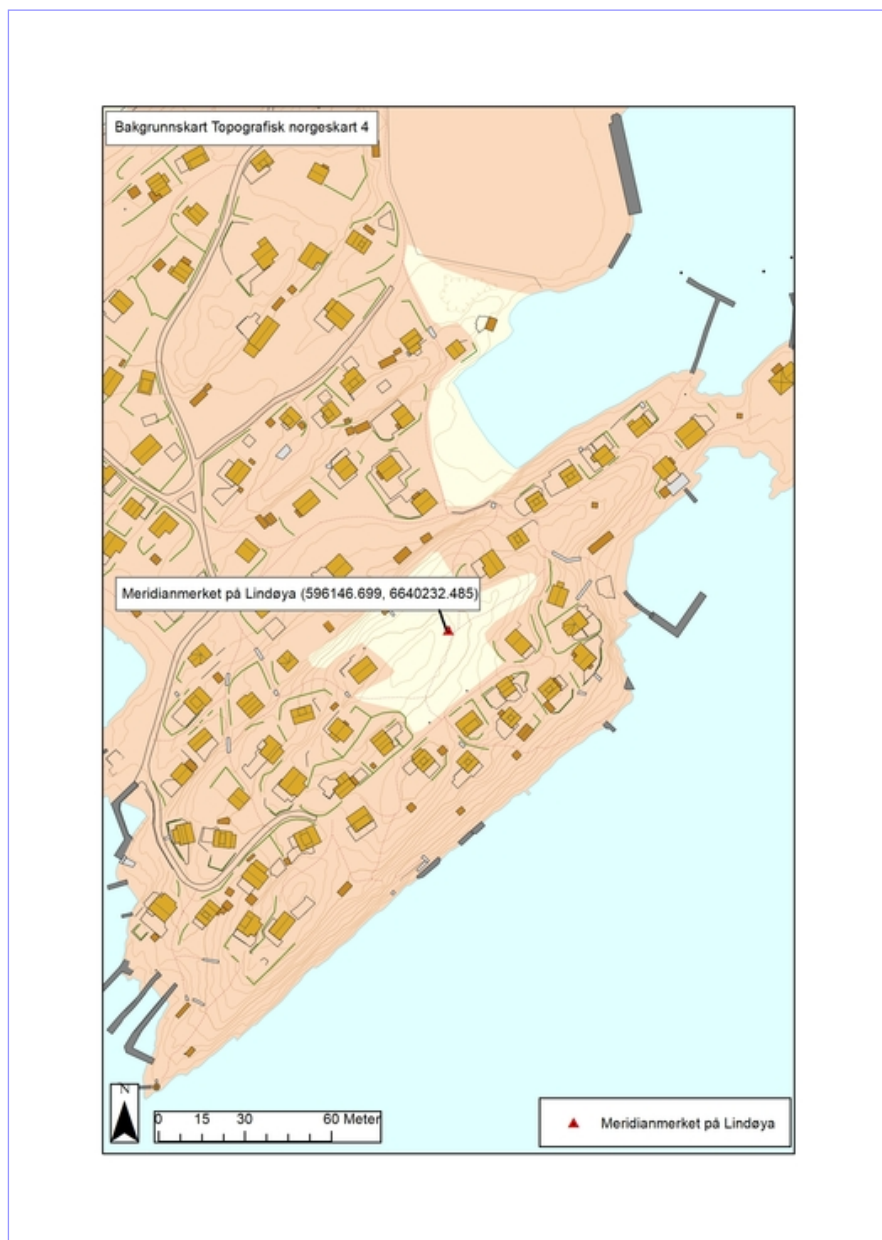 Bakgrunnskart Topografisk norgeskart 4
Meridianmerket på Lindøya (596146.699, 6640232.485)
N
0 15 30 60 Meter
Meridianmerket på Lindøya